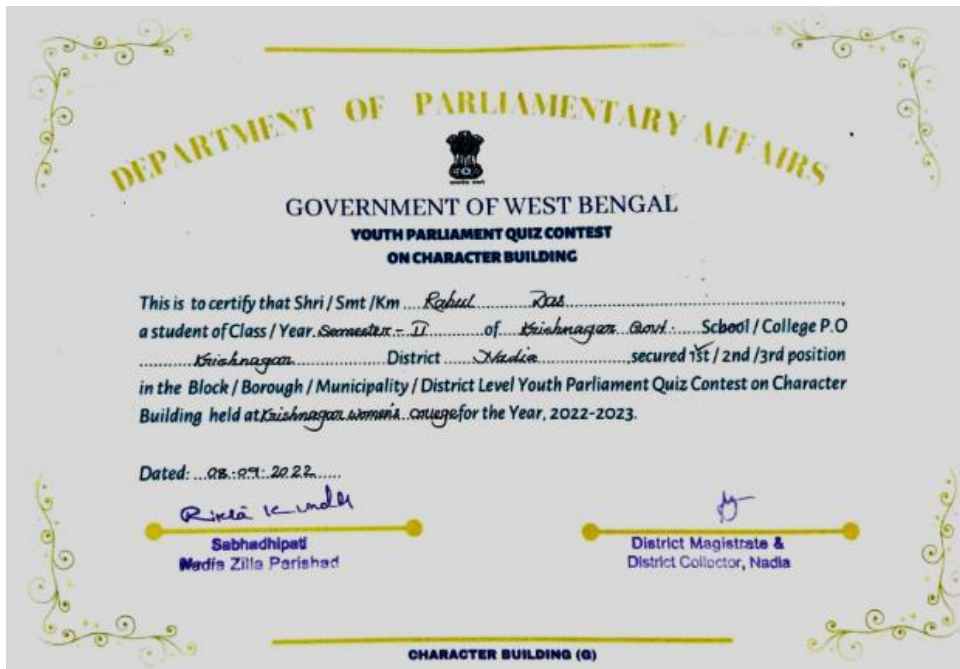 DEPARTMENT OF PARLIAMENTARY AFFAIRS
GOVERNMENT OF WEST BENGAL
YOUTH PARLIAMENT QUIZ CONTEST
ON CHARACTER BUILDING
This is to certify that Shri / Smt /Km Rahul Das,
a student of Class / Year. Semester - II of Krishnagar Govt. School / College P.O
Krishnagar District Nadia, secured 1st / 2nd /3rd position
in the Block / Borough / Municipality / District Level Youth Parliament Quiz Contest on Character
Building held at Krishnagar women's college for the Year, 2022-2023.
Dated: 08.09.2022
Rikta Kundu
Sabhadhipati
Nadia Zilla Parishad
District Magistrate &
District Collector, Nadia
CHARACTER BUILDING (G)